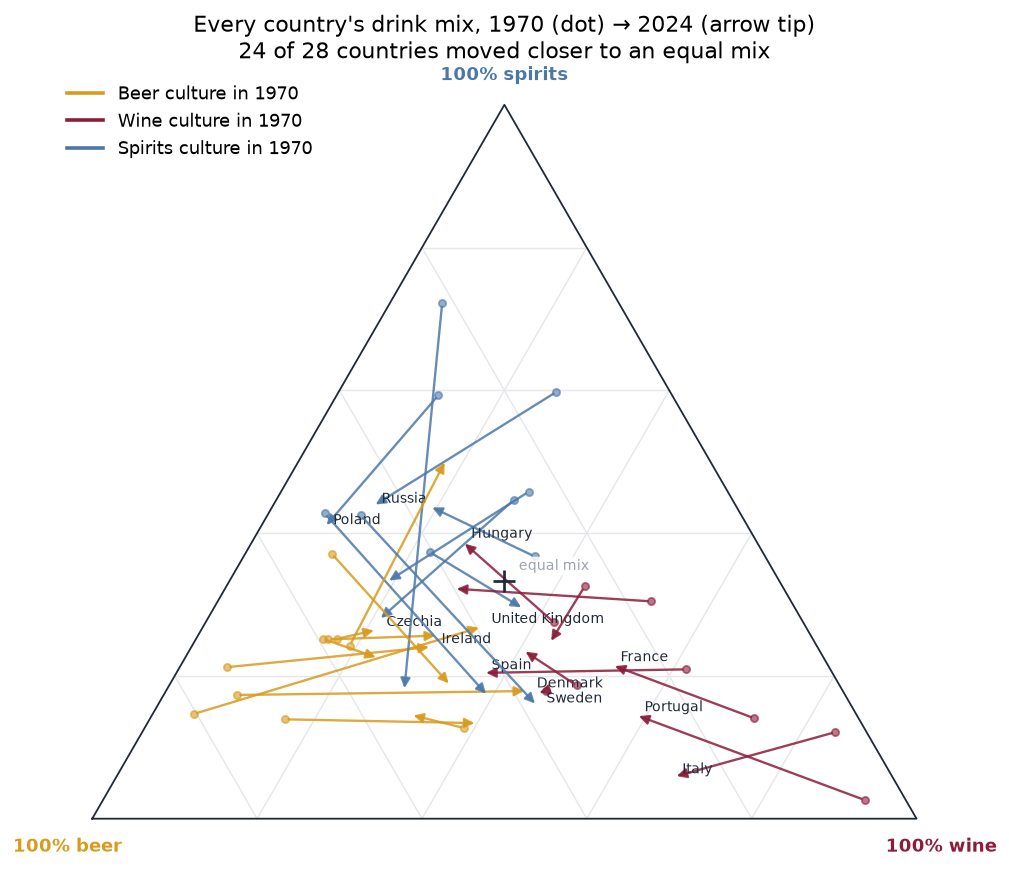 Every country's drink mix, 1970 (dot) → 2024 (arrow tip)
24 of 28 countries moved closer to an equal mix
100% spirits
Beer culture in 1970
Wine culture in 1970
Spirits culture in 1970
Russia
Poland
Hungary
equal mix
United Kingdom
Czechia
Ireland
France
Spain
Denmark
Sweden
Portugal
Italy
100% beer
100% wine